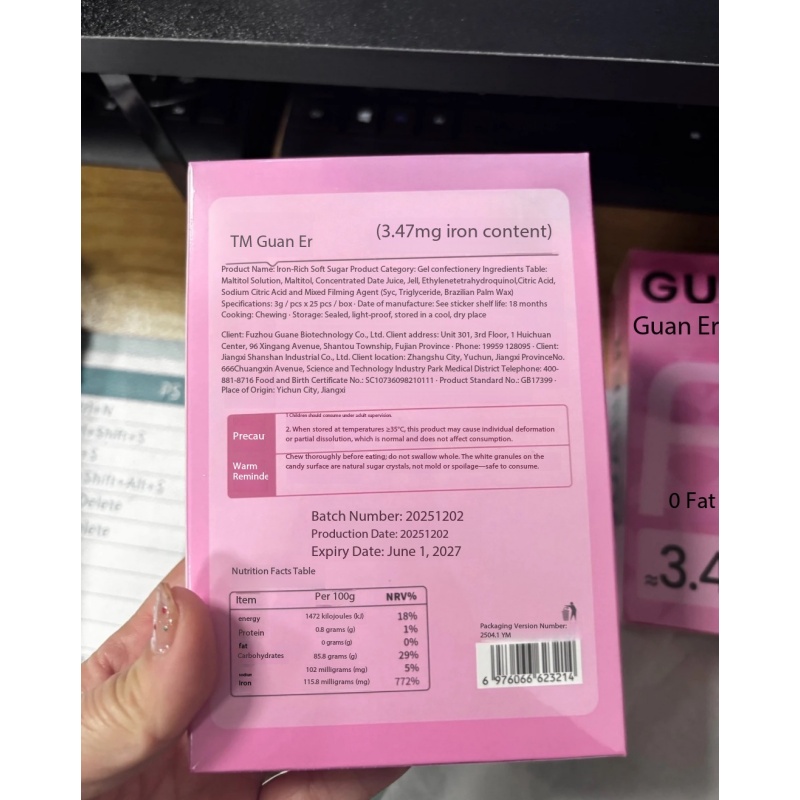 TM Guan Er
(3.47mg iron content)
Product Name: Iron-Rich Soft Sugar Product Category: Gel confectionery Ingredients Table:
Maltitol Solution, Maltitol, Concentrated Date Juice, Jell, Ethylenetetrahydroquinol,Citric Acid,
Sodium Citric Acid and Mixed Filming Agent (Syc, Triglyceride, Brazilian Palm Wax)
Specifications: 3g / pcs x 25 pcs / box · Date of manufacture: See sticker shelf life: 18 months
Cooking: Chewing · Storage: Sealed, light-proof, stored in a cool, dry place
Client: Fuzhou Guane Biotechnology Co., Ltd. Client address: Unit 301, 3rd Floor, 1 Huichuan
Center, 96 Xingang Avenue, Shantou Township, Fujian Province · Phone: 19959 128095 · Client:
Jiangxi Shanshan Industrial Co., Ltd. Client location: Zhangshu City, Yuchun, Jiangxi ProvinceNo.
666Chuangxin Avenue, Science and Technology Industry Park Medical District Telephone: 400-
881-8716 Food and Birth Certificate No.: SC10736098210111 · Product Standard No.: GB17399 ·
Place of Origin: Yichun City, Jiangxi
Precau
1 Children should consume under adult supervision.
2. When stored at temperatures ≥35°C, this product may cause individual deformation
or partial dissolution, which is normal and does not affect consumption.
Warm
Reminde
Chew thoroughly before eating; do not swallow whole. The white granules on the
candy surface are natural sugar crystals, not mold or spoilage—safe to consume.
Batch Number: 20251202
Production Date: 20251202
Expiry Date: June 1, 2027
Nutrition Facts Table
Item Per 100g NRV%
energy 1472 kilojoules (kJ) 18%
Protein 0.8 grams (g) 1%
fat 0 grams (g) 0%
Carbohydrates 85.8 grams (g) 29%
102 milligrams (mg) 5%
Iron 115.8 milligrams (mg) 772%
Packaging Version Number:
2504.1 YM
6 976066 623214
GU
Guan Er
0 Fat
≈3.4
PS
+N
+Shift+S
+S
Shift+Alt+S
Delete